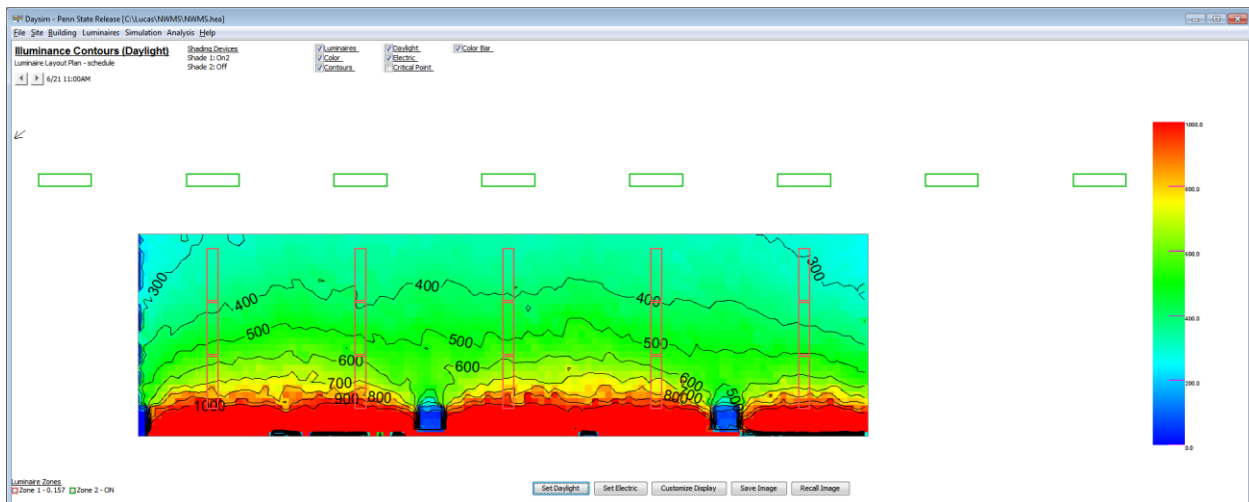 Daysim - Penn State Release [C:\Lucas\NWMS\NWMS.hea]
File Site Building Luminaires Simulation Analysis Help
Illuminance Contours (Daylight)
Luminaire Layout Plan - schedule
6/21 11:00AM
Shading Devices
Shade 1: On2
Shade 2: Off
Luminaires Daylight Color Bar
Color Electric
Contours Critical Point
1000.0
800.0
600.0
400.0
200.0
0.0
300
300
400
400
400
500
500
500
600
600
600
700
800
900
1000
800
500
Luminaire Zones
Zone 1 - 0.157 Zone 2 - ON
Set Daylight Set Electric Customize Display Save Image Recall Image